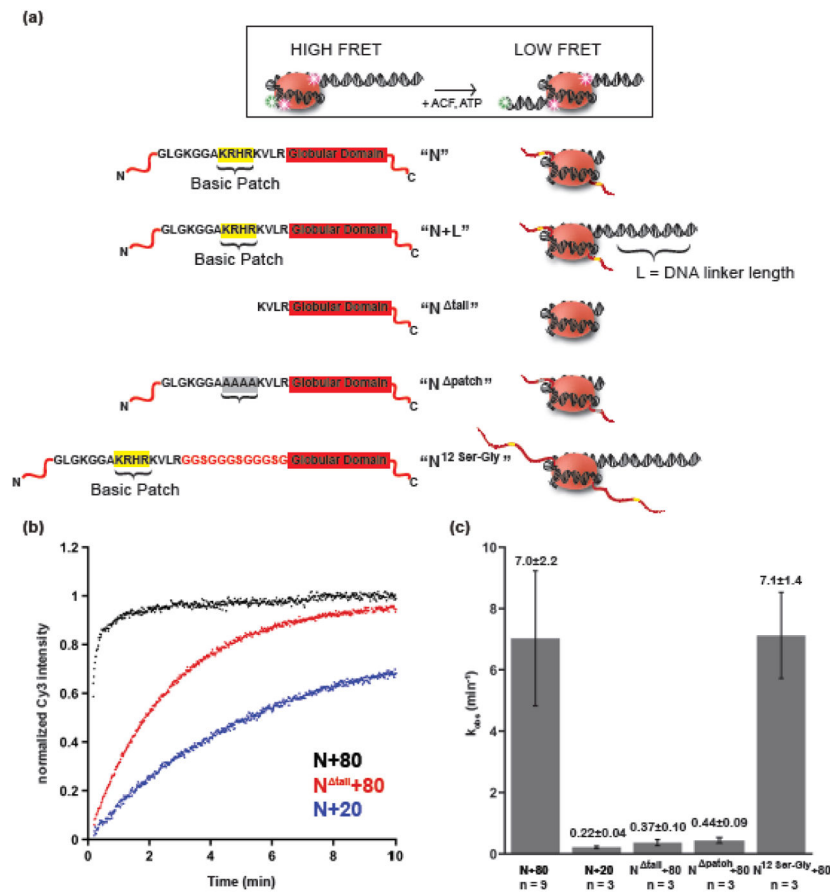 (a)
HIGH FRET
LOW FRET
+ ACF, ATP
N
GLGKGGAKRHRKVLR Globular Domain
C
"N"
Basic Patch
N
GLGKGGAKRHRKVLR Globular Domain
C
"N+L"
Basic Patch
L = DNA linker length
KVLR Globular Domain
C
"N Δtail"
N
GLGKGGAAAAAKVLR Globular Domain
C
"N Δpatch"
N
GLGKGGAKRHRKVLRGGSGGGSGGGSG Globular Domain
C
"N 12 Ser-Gly"
Basic Patch
(b)
normalized Cy3 intensity
1.2
1
0.8
0.6
0.4
0.2
0
0 2 4 6 8 10
Time (min)
N+80
NΔtail+80
N+20
(c)
kobs (min-1)
10
8
6
4
2
0
7.0±2.2
0.22±0.04
0.37±0.10
0.44±0.09
7.1±1.4
N+80 N+20 NΔtail+80 NΔpatch+80 N12 Ser-Gly+80
n = 9 n = 3 n = 3 n = 3 n = 3